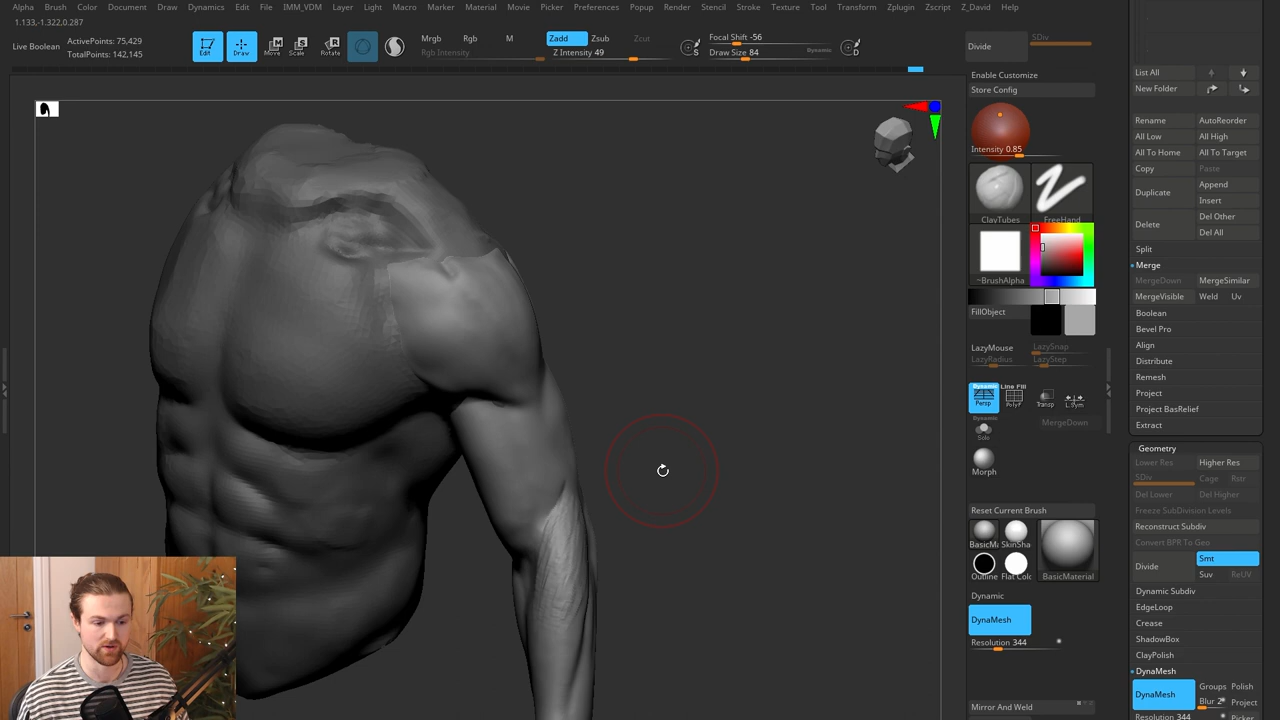 Alpha Brush Color Document Draw Dynamics Edit File IMM_VDM Layer Light Macro Marker Material Movie Picker Preferences Popup Render Stencil Stroke Texture Tool Transform Zplugin Zscript Z_David Help
1.133,-1.322,0.287
Live Boolean
ActivePoints: 75,429
TotalPoints: 142,145
Edit Draw Move Scale Rotate
Mrgb Rgb M
Rgb Intensity
Zadd Zsub Zcut
Z Intensity 49
S
Focal Shift -56
Draw Size 84 Dynamic
D
Divide SDiv
Enable Customize
Store Config
Intensity 0.85
ClayTubes FreeHand
~BrushAlpha
FillObject
LazyMouse LazySnap
LazyRadius LazyStep
Dynamic Line Fill
Persp PolyF Transp L.Sym
Dynamic MergeDown
Solo
Morph
Reset Current Brush
BasicMa SkinSha
Outline Flat Colo BasicMaterial
Dynamic
DynaMesh
Resolution 344
Mirror And Weld
List All
New Folder
Rename AutoReorder
All Low All High
All To Home All To Target
Copy Paste
Duplicate Append
Insert
Delete Del Other
Del All
Split
Merge
MergeDown MergeSimilar
MergeVisible Weld Uv
Boolean
Bevel Pro
Align
Distribute
Remesh
Project
Project BasRelief
Extract
Geometry
Lower Res Higher Res
SDiv Cage Rstr
Del Lower Del Higher
Freeze SubDivision Levels
Reconstruct Subdiv
Convert BPR To Geo
Divide Smt
Suv ReUV
Dynamic Subdiv
EdgeLoop
Crease
ShadowBox
ClayPolish
DynaMesh
DynaMesh Groups Polish
Blur 2 Project
Resolution 344